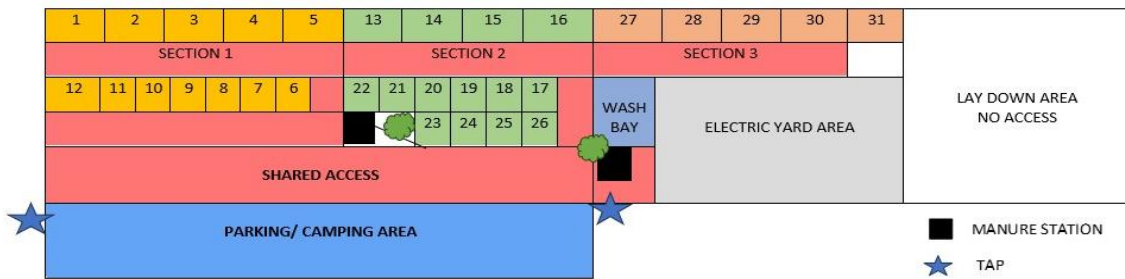 1 2 3 4 5 13 14 15 16 27 28 29 30 31
SECTION 1 SECTION 2 SECTION 3
12 11 10 9 8 7 6 22 21 20 19 18 17
WASH
BAY
23 24 25 26
ELECTRIC YARD AREA
LAY DOWN AREA
NO ACCESS
SHARED ACCESS
PARKING/ CAMPING AREA
MANURE STATION
TAP